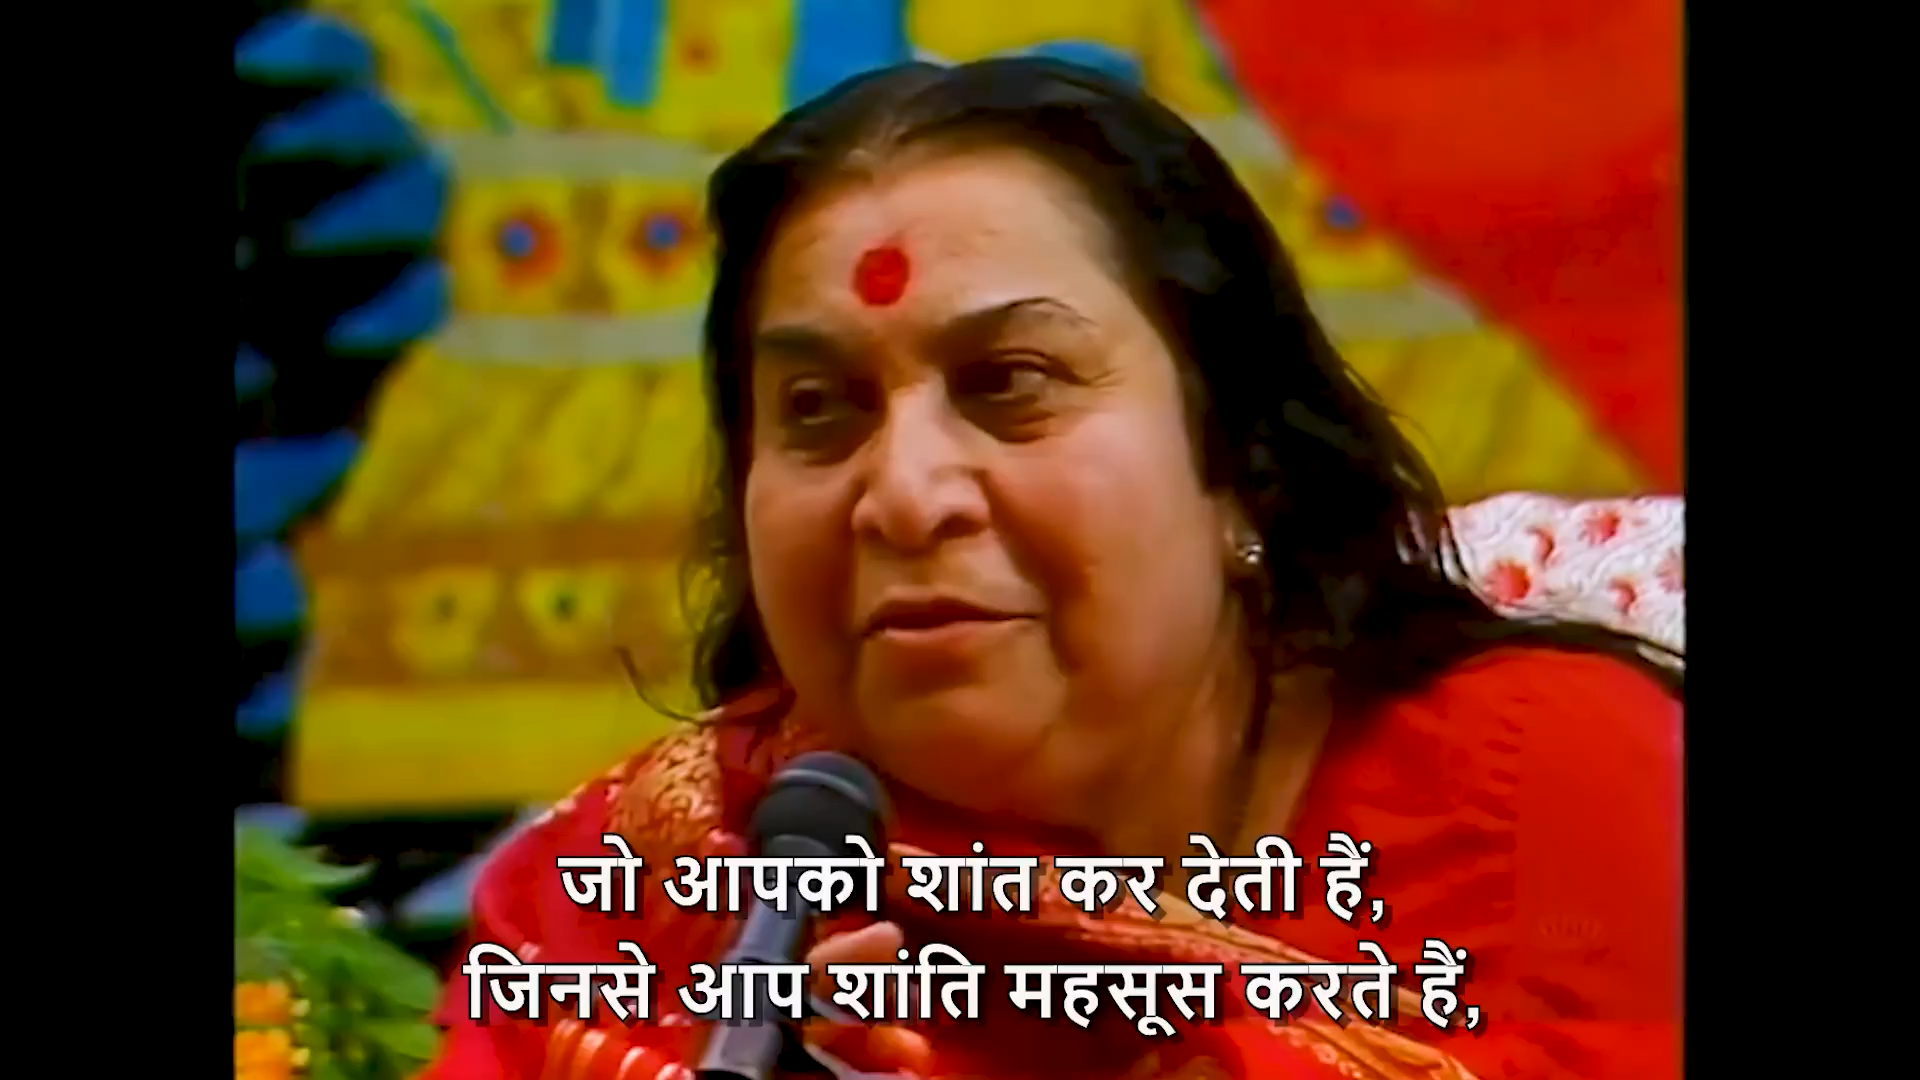 जो आपको शांत कर देती हैं,
जिनसे आप शांति महसूस करते हैं,